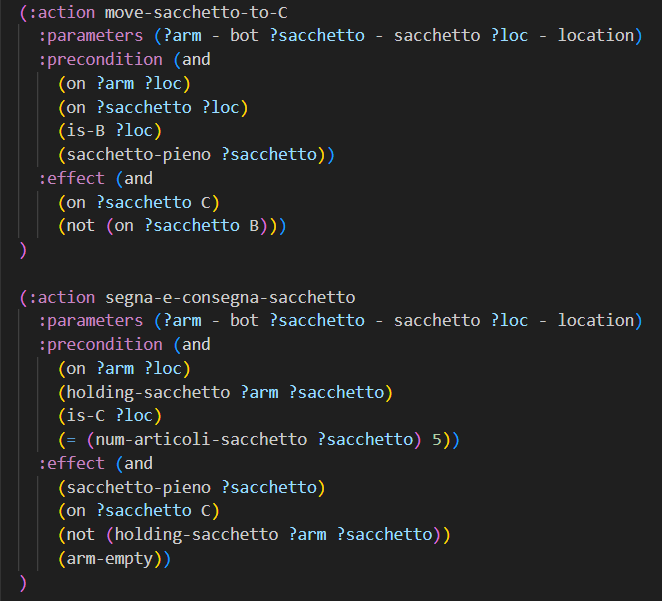 (:action move-sacchetto-to-C
  :parameters (?arm - bot ?sacchetto - sacchetto ?loc - location)
  :precondition (and
    (on ?arm ?loc)
    (on ?sacchetto ?loc)
    (is-B ?loc)
    (sacchetto-pieno ?sacchetto))
  :effect (and
    (on ?sacchetto C)
    (not (on ?sacchetto B)))
)

(:action segna-e-consegna-sacchetto
  :parameters (?arm - bot ?sacchetto - sacchetto ?loc - location)
  :precondition (and
    (on ?arm ?loc)
    (holding-sacchetto ?arm ?sacchetto)
    (is-C ?loc)
    (= (num-articoli-sacchetto ?sacchetto) 5))
  :effect (and
    (sacchetto-pieno ?sacchetto)
    (on ?sacchetto C)
    (not (holding-sacchetto ?arm ?sacchetto))
    (arm-empty))
)